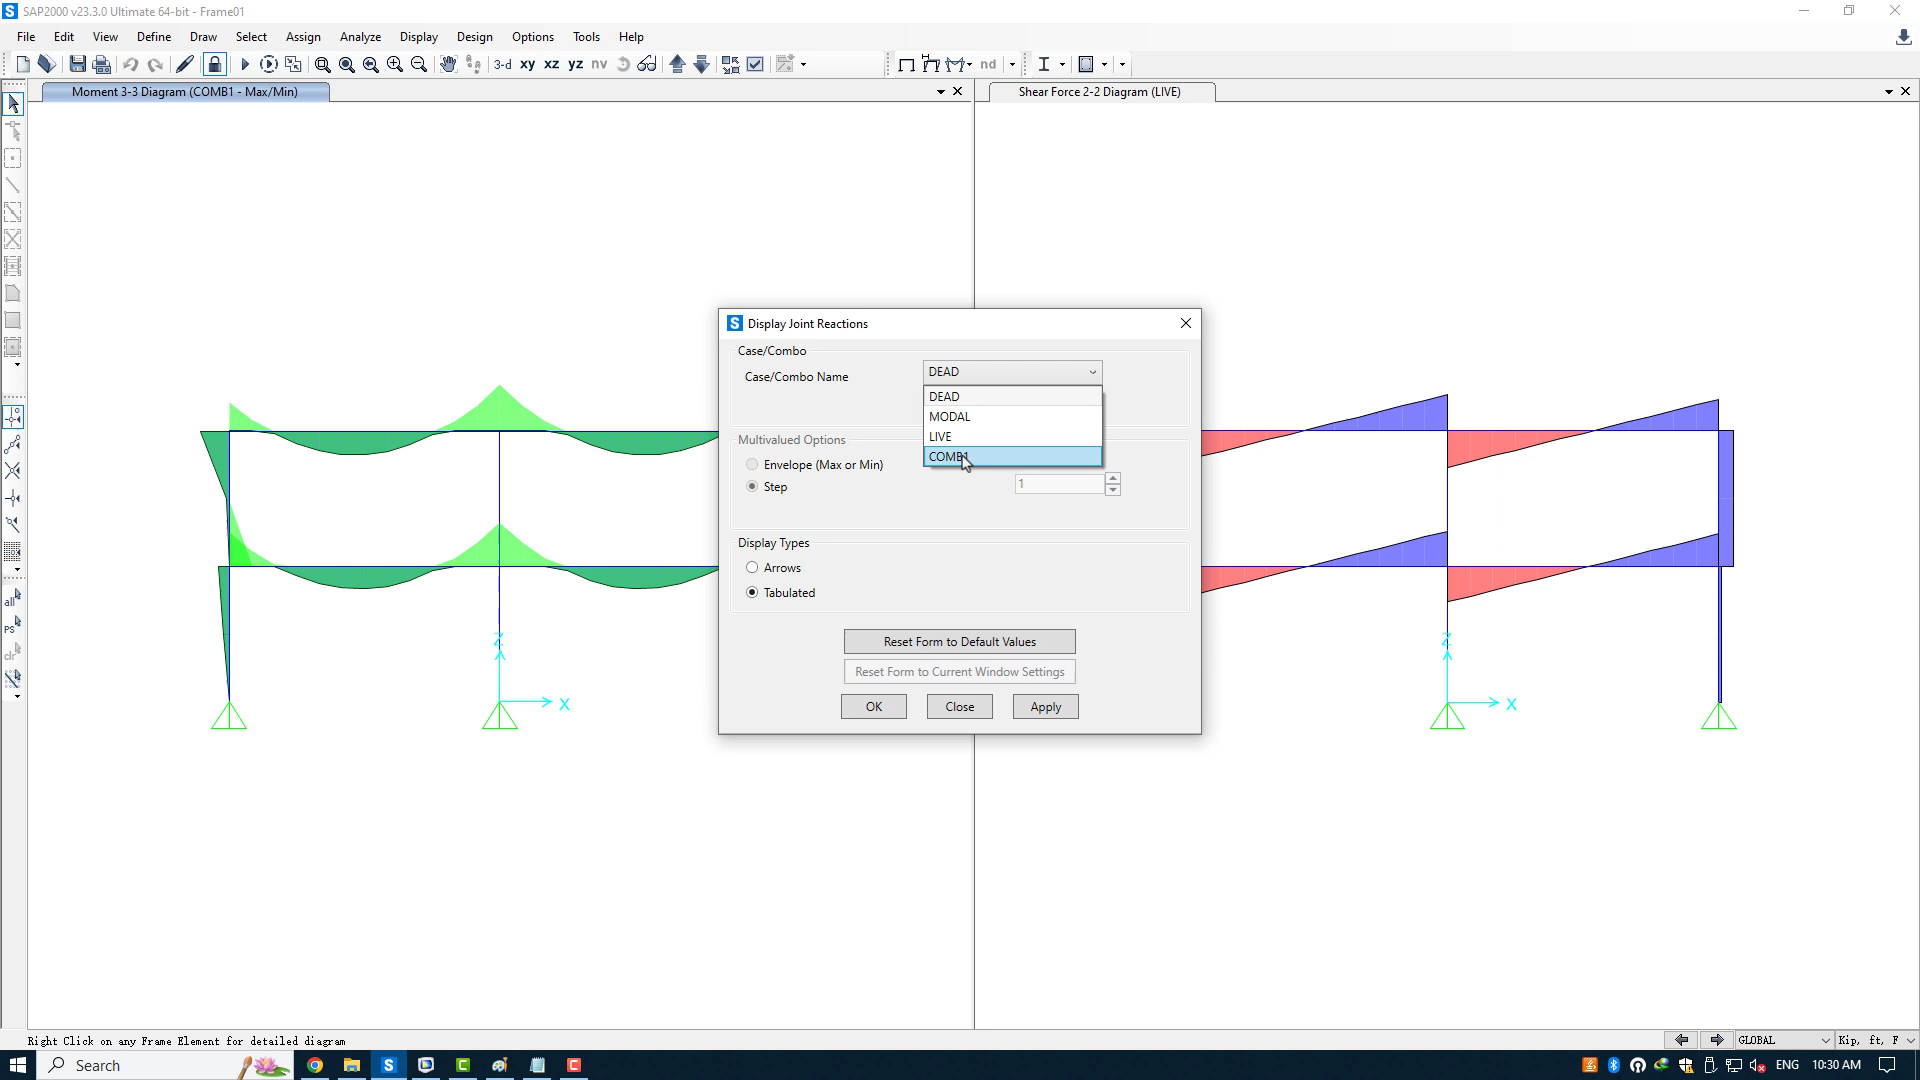 SAP2000 v23.3.0 Ultimate 64-bit - Frame01
File Edit View Define Draw Select Assign Analyze Display Design Options Tools Help
3-d xy xz yz nv nd
Moment 3-3 Diagram (COMB1 - Max/Min)
Shear Force 2-2 Diagram (LIVE)
Display Joint Reactions
Case/Combo
Case/Combo Name
DEAD
DEAD
MODAL
LIVE
COMB1
Multivalued Options
Envelope (Max or Min)
Step
1
Display Types
Arrows
Tabulated
Reset Form to Default Values
Reset Form to Current Window Settings
OK Close Apply
all
PS
clr
Z
X
Z
X
Right Click on any Frame Element for detailed diagram
GLOBAL
Kip, ft, F
Search
ENG
10:30 AM